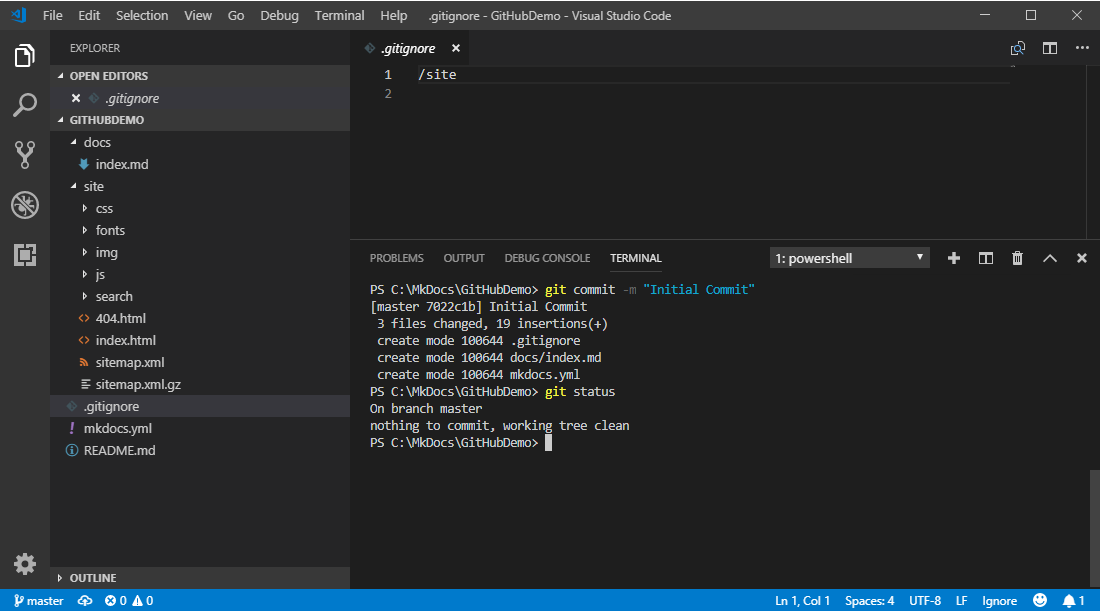 File Edit Selection View Go Debug Terminal Help .gitignore - GitHubDemo - Visual Studio Code
EXPLORER
OPEN EDITORS
.gitignore
GITHUBDEMO
docs
index.md
site
css
fonts
img
js
search
404.html
index.html
sitemap.xml
sitemap.xml.gz
.gitignore
mkdocs.yml
README.md
OUTLINE
.gitignore
1 /site
2
PROBLEMS OUTPUT DEBUG CONSOLE TERMINAL 1: powershell
PS C:\MkDocs\GitHubDemo> git commit -m "Initial Commit"
[master 7022c1b] Initial Commit
3 files changed, 19 insertions(+)
create mode 100644 .gitignore
create mode 100644 docs/index.md
create mode 100644 mkdocs.yml
PS C:\MkDocs\GitHubDemo> git status
On branch master
nothing to commit, working tree clean
PS C:\MkDocs\GitHubDemo>
master 0 0 Ln 1, Col 1 Spaces: 4 UTF-8 LF Ignore 1